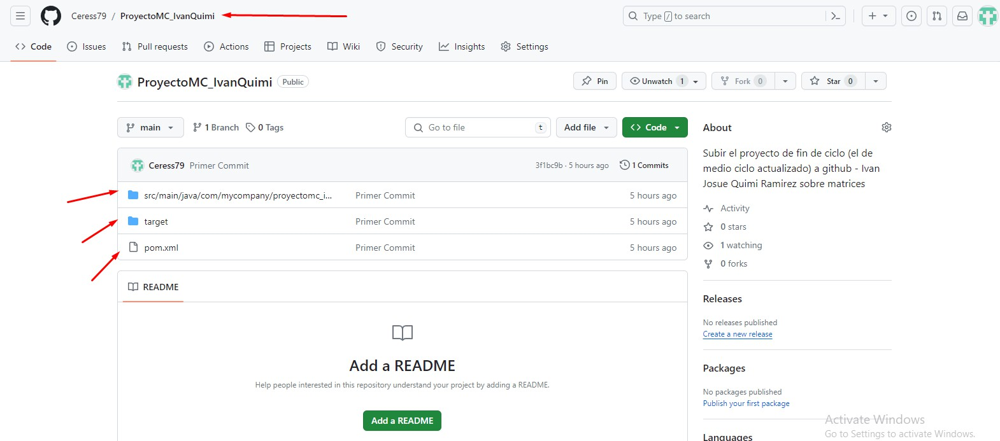 Ceress79 / ProyectoMC_IvanQuimi
Type / to search
Code Issues Pull requests Actions Projects Wiki Security Insights Settings
ProyectoMC_IvanQuimi Public
Pin Unwatch 1 Fork 0 Star 0
main 1 Branch 0 Tags Go to file t Add file Code
Ceress79 Primer Commit 3f1bc9b · 5 hours ago 1 Commits
src/main/java/com/mycompany/proyectomc_i... Primer Commit 5 hours ago
target Primer Commit 5 hours ago
pom.xml Primer Commit 5 hours ago
README
Add a README
Help people interested in this repository understand your project by adding a README.
Add a README
About
Subir el proyecto de fin de ciclo (el de
medio ciclo actualizado) a github - Ivan
Josue Quimi Ramirez sobre matrices
Activity
0 stars
1 watching
0 forks
Releases
No releases published
Create a new release
Packages
No packages published
Publish your first package
Languages
Activate Windows
Go to Settings to activate Windows.